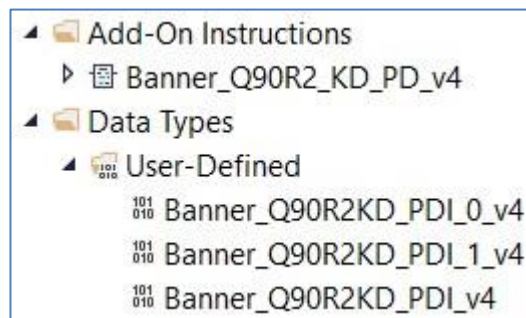 Add-On Instructions
Banner_Q90R2_KD_PD_v4
Data Types
User-Defined
Banner_Q90R2KD_PDI_0_v4
Banner_Q90R2KD_PDI_1_v4
Banner_Q90R2KD_PDI_v4